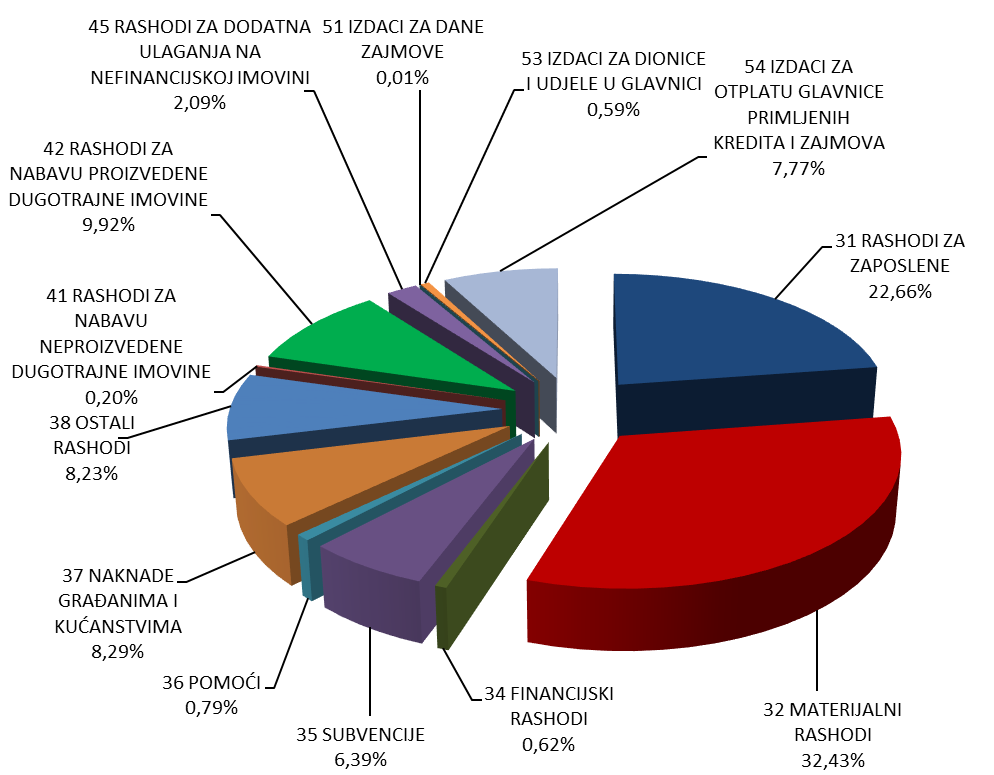 45 RASHODI ZA DODATNA
ULAGANJA NA
NEFINANCIJSKOJ IMOVINI
2,09%
51 IZDACI ZA DANE
ZAJMOVE
0,01%
53 IZDACI ZA DIONICE
I UDJELE U GLAVNICI
0,59%
54 IZDACI ZA
OTPLATU GLAVNICE
PRIMLJENIH
KREDITA I ZAJMOVA
7,77%
42 RASHODI ZA
NABAVU PROIZVEDENE
DUGOTRAJNE IMOVINE
9,92%
31 RASHODI ZA
ZAPOSLENE
22,66%
41 RASHODI ZA
NABAVU
NEPROIZVEDENE
DUGOTRAJNE IMOVINE
0,20%
38 OSTALI
RASHODI
8,23%
37 NAKNADE
GRAĐANIMA I
KUĆANSTVIMA
8,29%
36 POMOĆI
0,79%
35 SUBVENCIJE
6,39%
34 FINANCIJSKI
RASHODI
0,62%
32 MATERIJALNI
RASHODI
32,43%